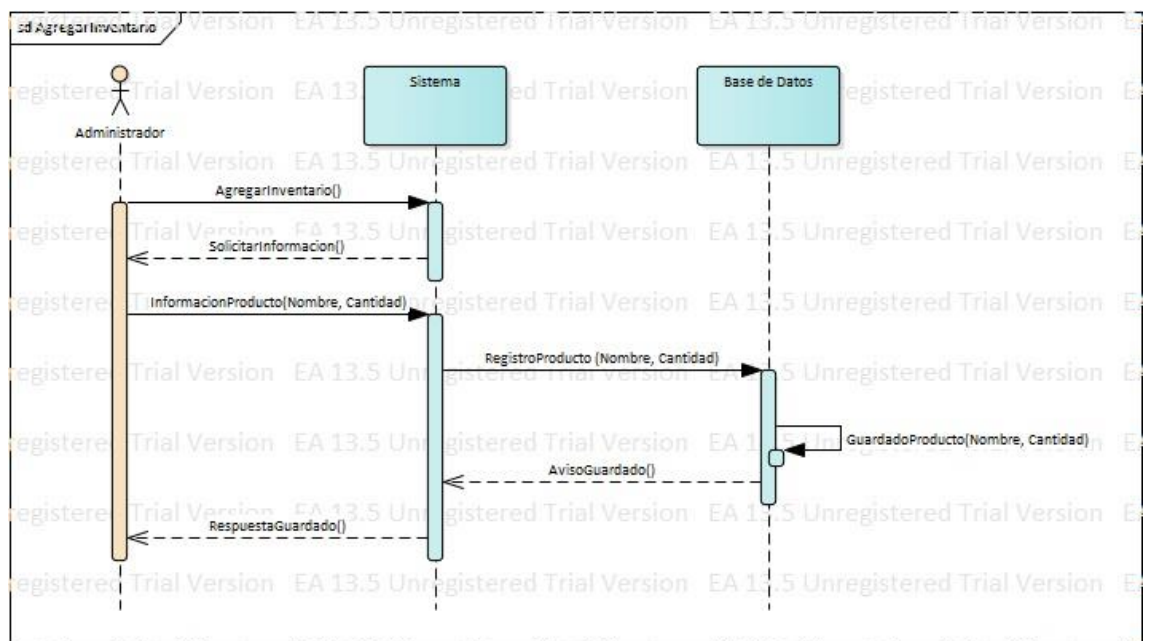 sd AgregarInventario
Administrador
Sistema
Base de Datos
AgregarInventario()
SolicitarInformacion()
InformacionProducto(Nombre, Cantidad)
RegistroProducto (Nombre, Cantidad)
GuardadoProducto(Nombre, Cantidad)
AvisoGuardado()
RespuestaGuardado()
EA 13.5 Unregistered Trial Version